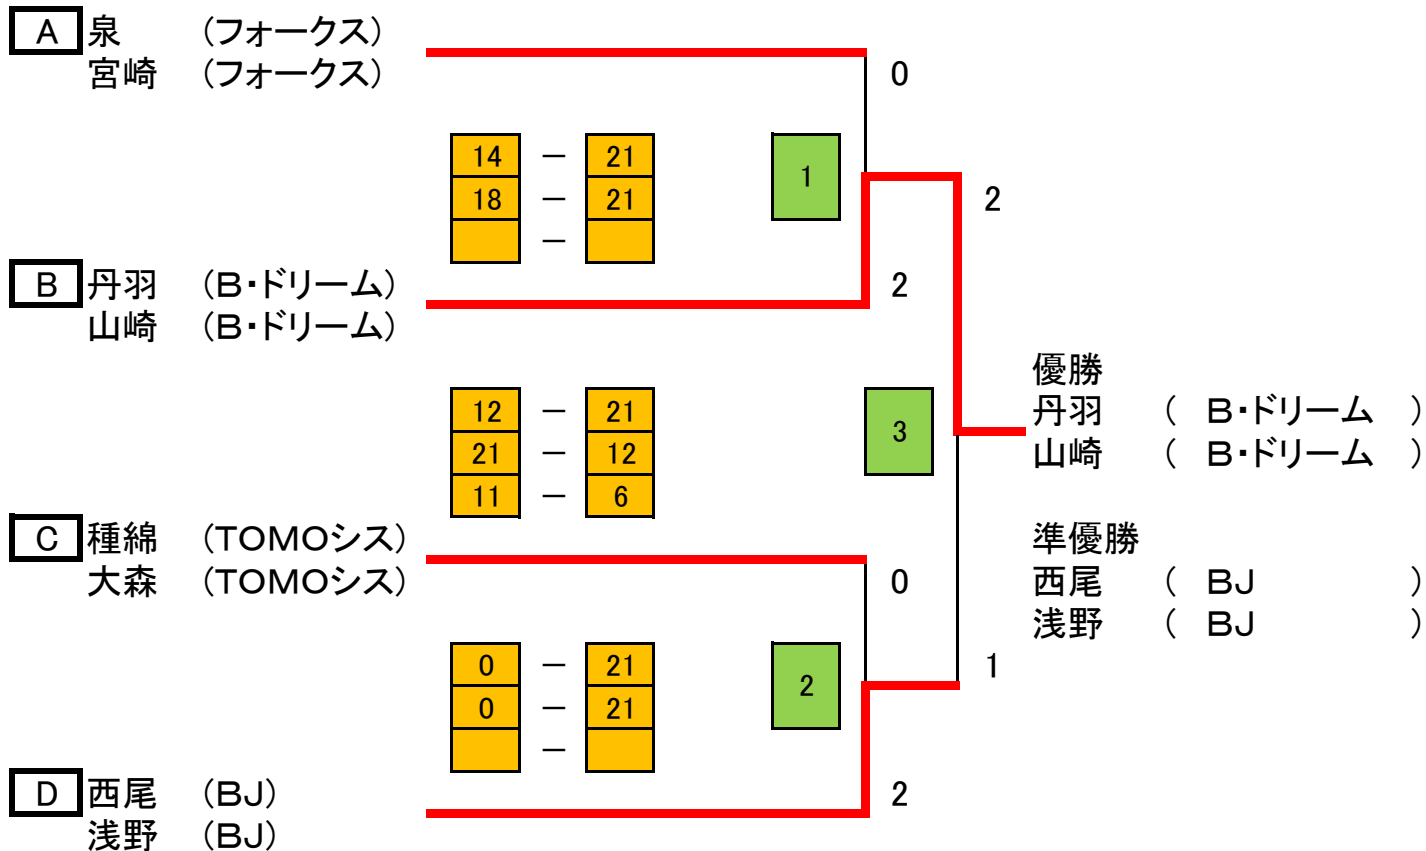 A 泉 (フォークス)
宮崎 (フォークス)
0
14 － 21
18 － 21
－
1
2
B 丹羽 (B・ドリーム)
山崎 (B・ドリーム)
2
12 － 21
21 － 12
11 － 6
3
優勝
丹羽 ( B・ドリーム )
山崎 ( B・ドリーム )
C 種綿 (TOMOシス)
大森 (TOMOシス)
0
準優勝
西尾 ( BJ )
浅野 ( BJ )
0 － 21
0 － 21
－
2
1
D 西尾 (BJ)
浅野 (BJ)
2